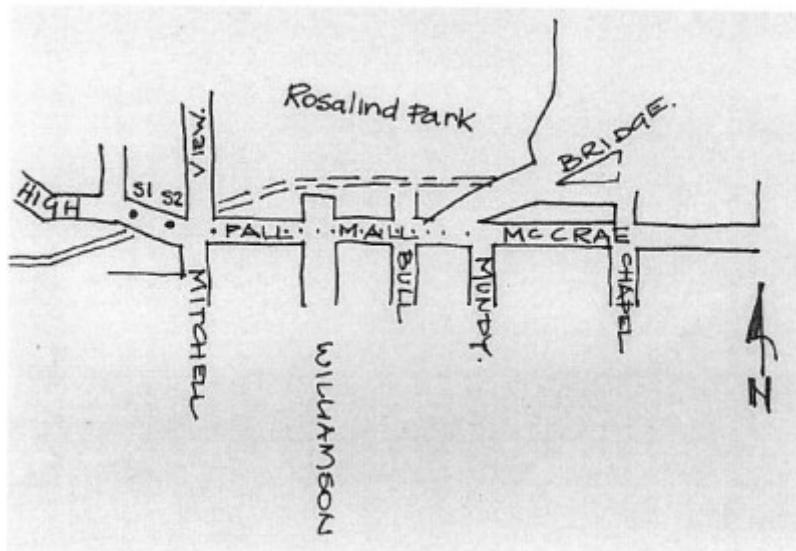 Rosalind Park
VIEW.
BRIDGE.
HIGH
S1 S2
PALL MALL
McCRAE
MITCHELL
WILLIAMSON
BULL
MUNDY.
CHAPEL
N